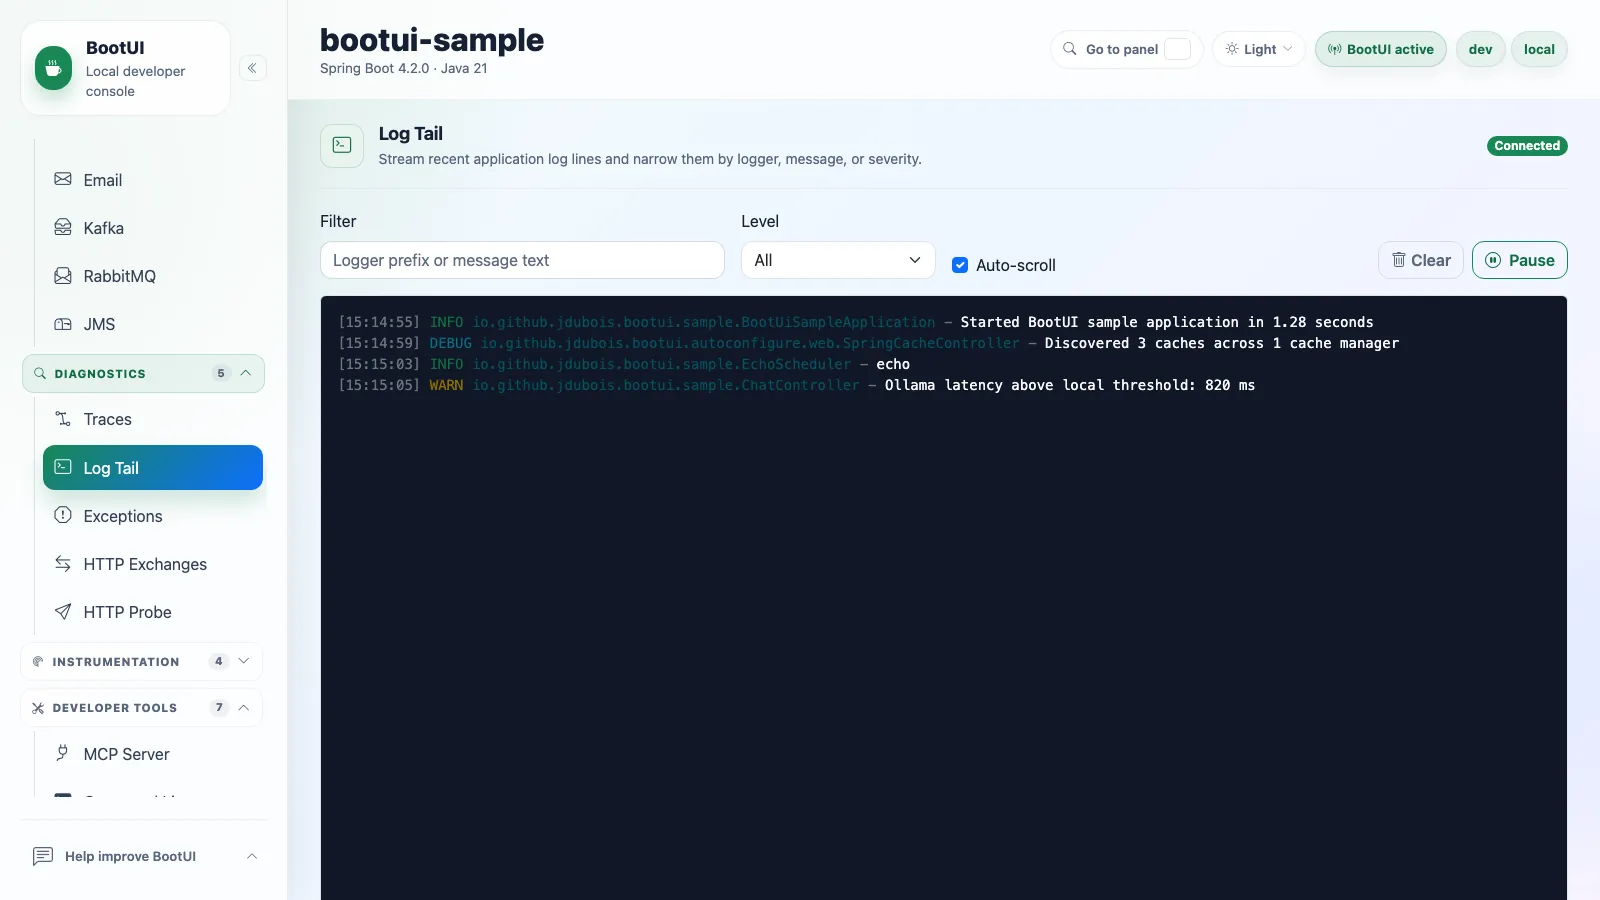 BootUI
Local developer
console
Email
Kafka
RabbitMQ
JMS
DIAGNOSTICS 5
Traces
Log Tail
Exceptions
HTTP Exchanges
HTTP Probe
INSTRUMENTATION 4
DEVELOPER TOOLS 7
MCP Server
Help improve BootUI
bootui-sample
Spring Boot 4.2.0 · Java 21
Go to panel
Light
BootUI active
dev
local
Log Tail
Stream recent application log lines and narrow them by logger, message, or severity.
Connected
Filter
Level
Logger prefix or message text
All
Auto-scroll
Clear
Pause
[15:14:55] INFO io.github.jdubois.bootui.sample.BootUiSampleApplication – Started BootUI sample application in 1.28 seconds
[15:14:59] DEBUG io.github.jdubois.bootui.autoconfigure.web.SpringCacheController – Discovered 3 caches across 1 cache manager
[15:15:03] INFO io.github.jdubois.bootui.sample.EchoScheduler – echo
[15:15:05] WARN io.github.jdubois.bootui.sample.ChatController – Ollama latency above local threshold: 820 ms